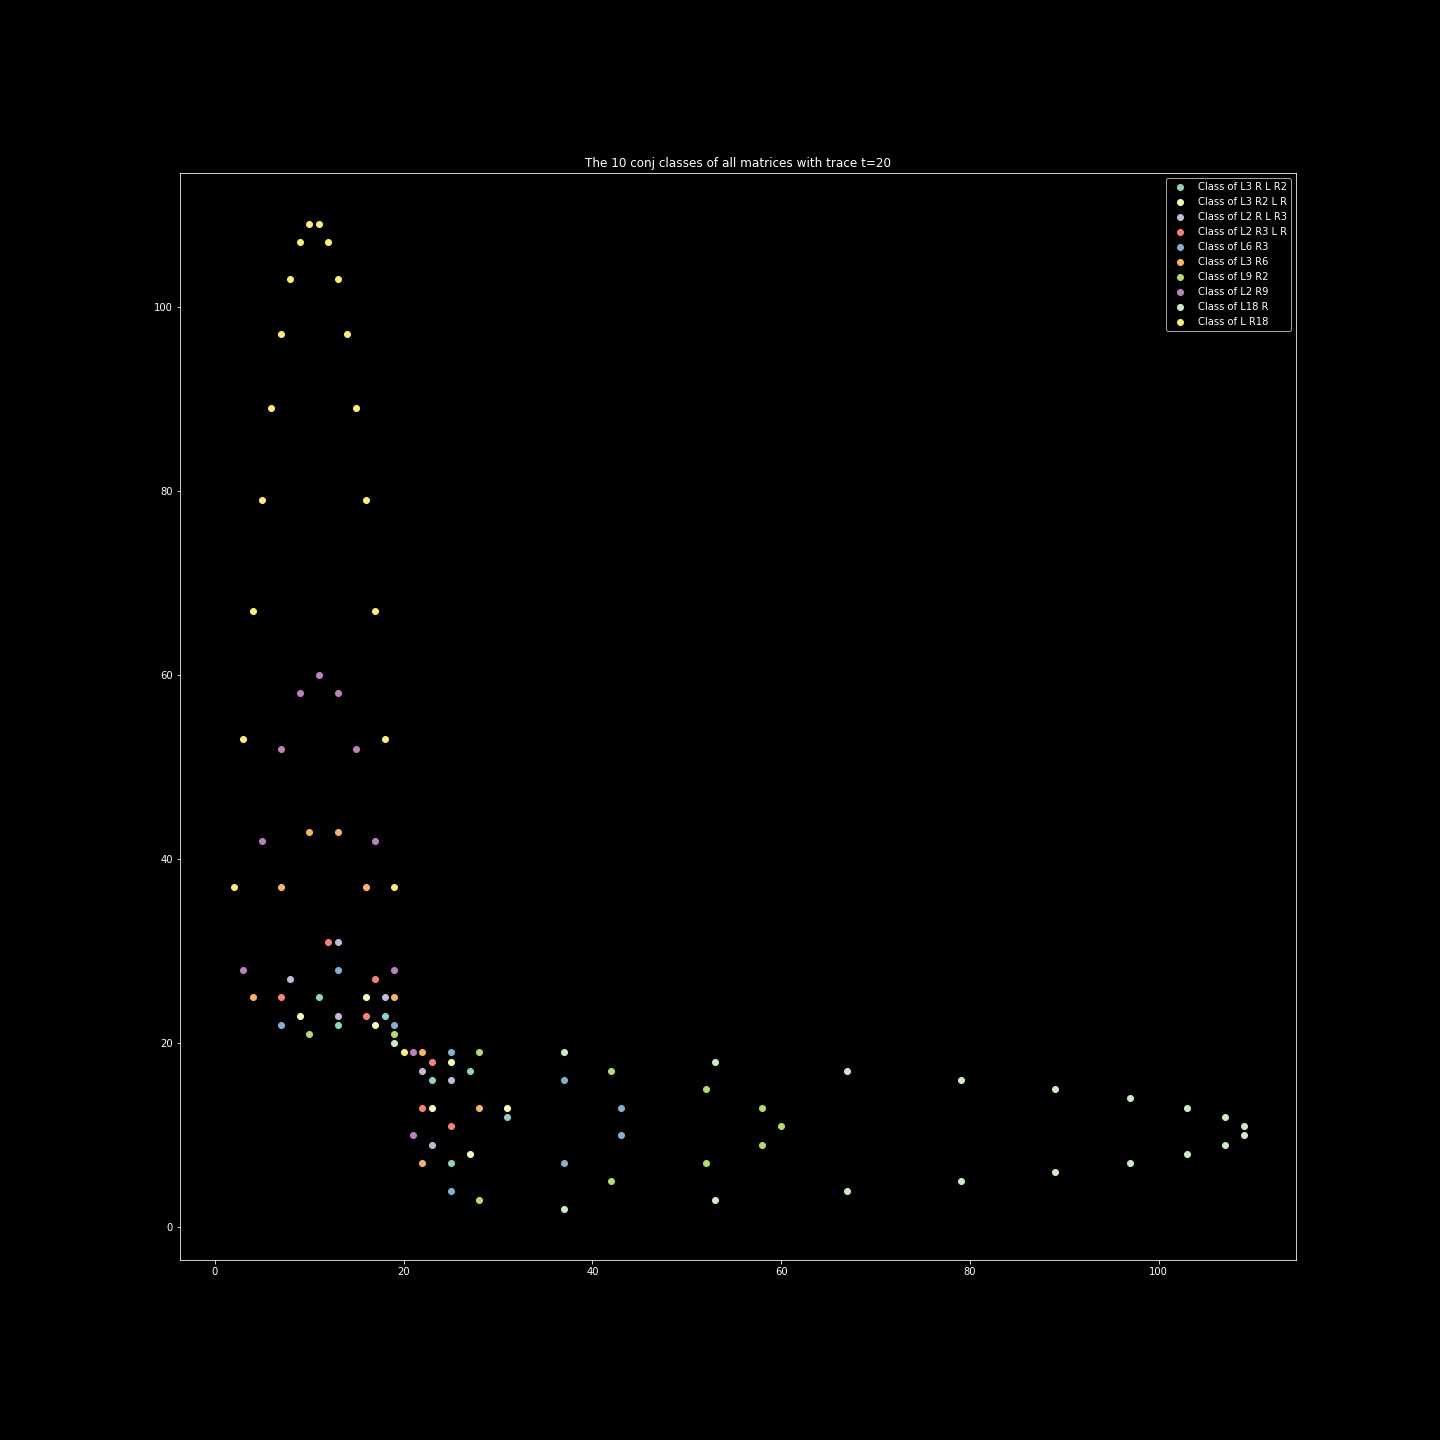 The 10 conj classes of all matrices with trace t=20
Class of L3 R L R2
Class of L3 R2 L R
Class of L2 R L R3
Class of L2 R3 L R
Class of L6 R3
Class of L3 R6
Class of L9 R2
Class of L2 R9
Class of L18 R
Class of L R18
100
80
60
40
20
0
0 20 40 60 80 100